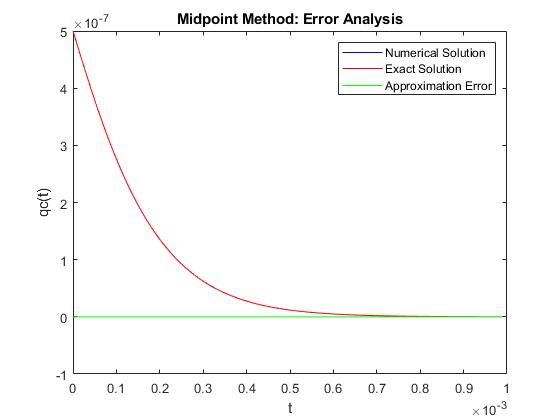 Midpoint Method: Error Analysis
×10-7
5
4
3
2
1
0
-1
qc(t)
Numerical Solution
Exact Solution
Approximation Error
0 0.1 0.2 0.3 0.4 0.5 0.6 0.7 0.8 0.9 1
t
×10-3